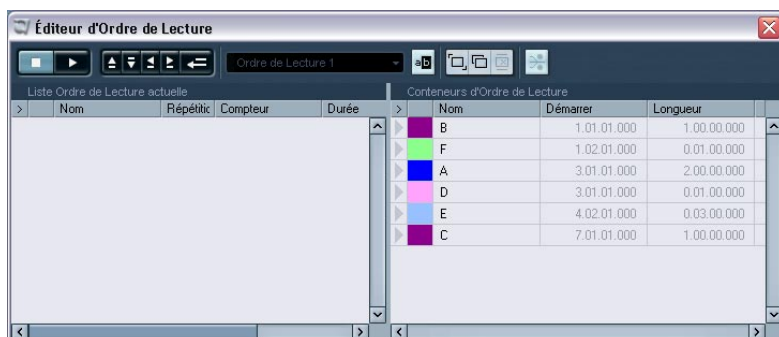 Éditeur d'Ordre de Lecture
Ordre de Lecture 1
Liste Ordre de Lecture actuelle
Conteneurs d'Ordre de Lecture
> Nom Répétitic Compteur Durée
> Nom Démarrer Longueur
B 1.01.01.000 1.00.00.000
F 1.02.01.000 0.01.00.000
A 3.01.01.000 2.00.00.000
D 3.01.01.000 0.01.00.000
E 4.02.01.000 0.03.00.000
C 7.01.01.000 1.00.00.000